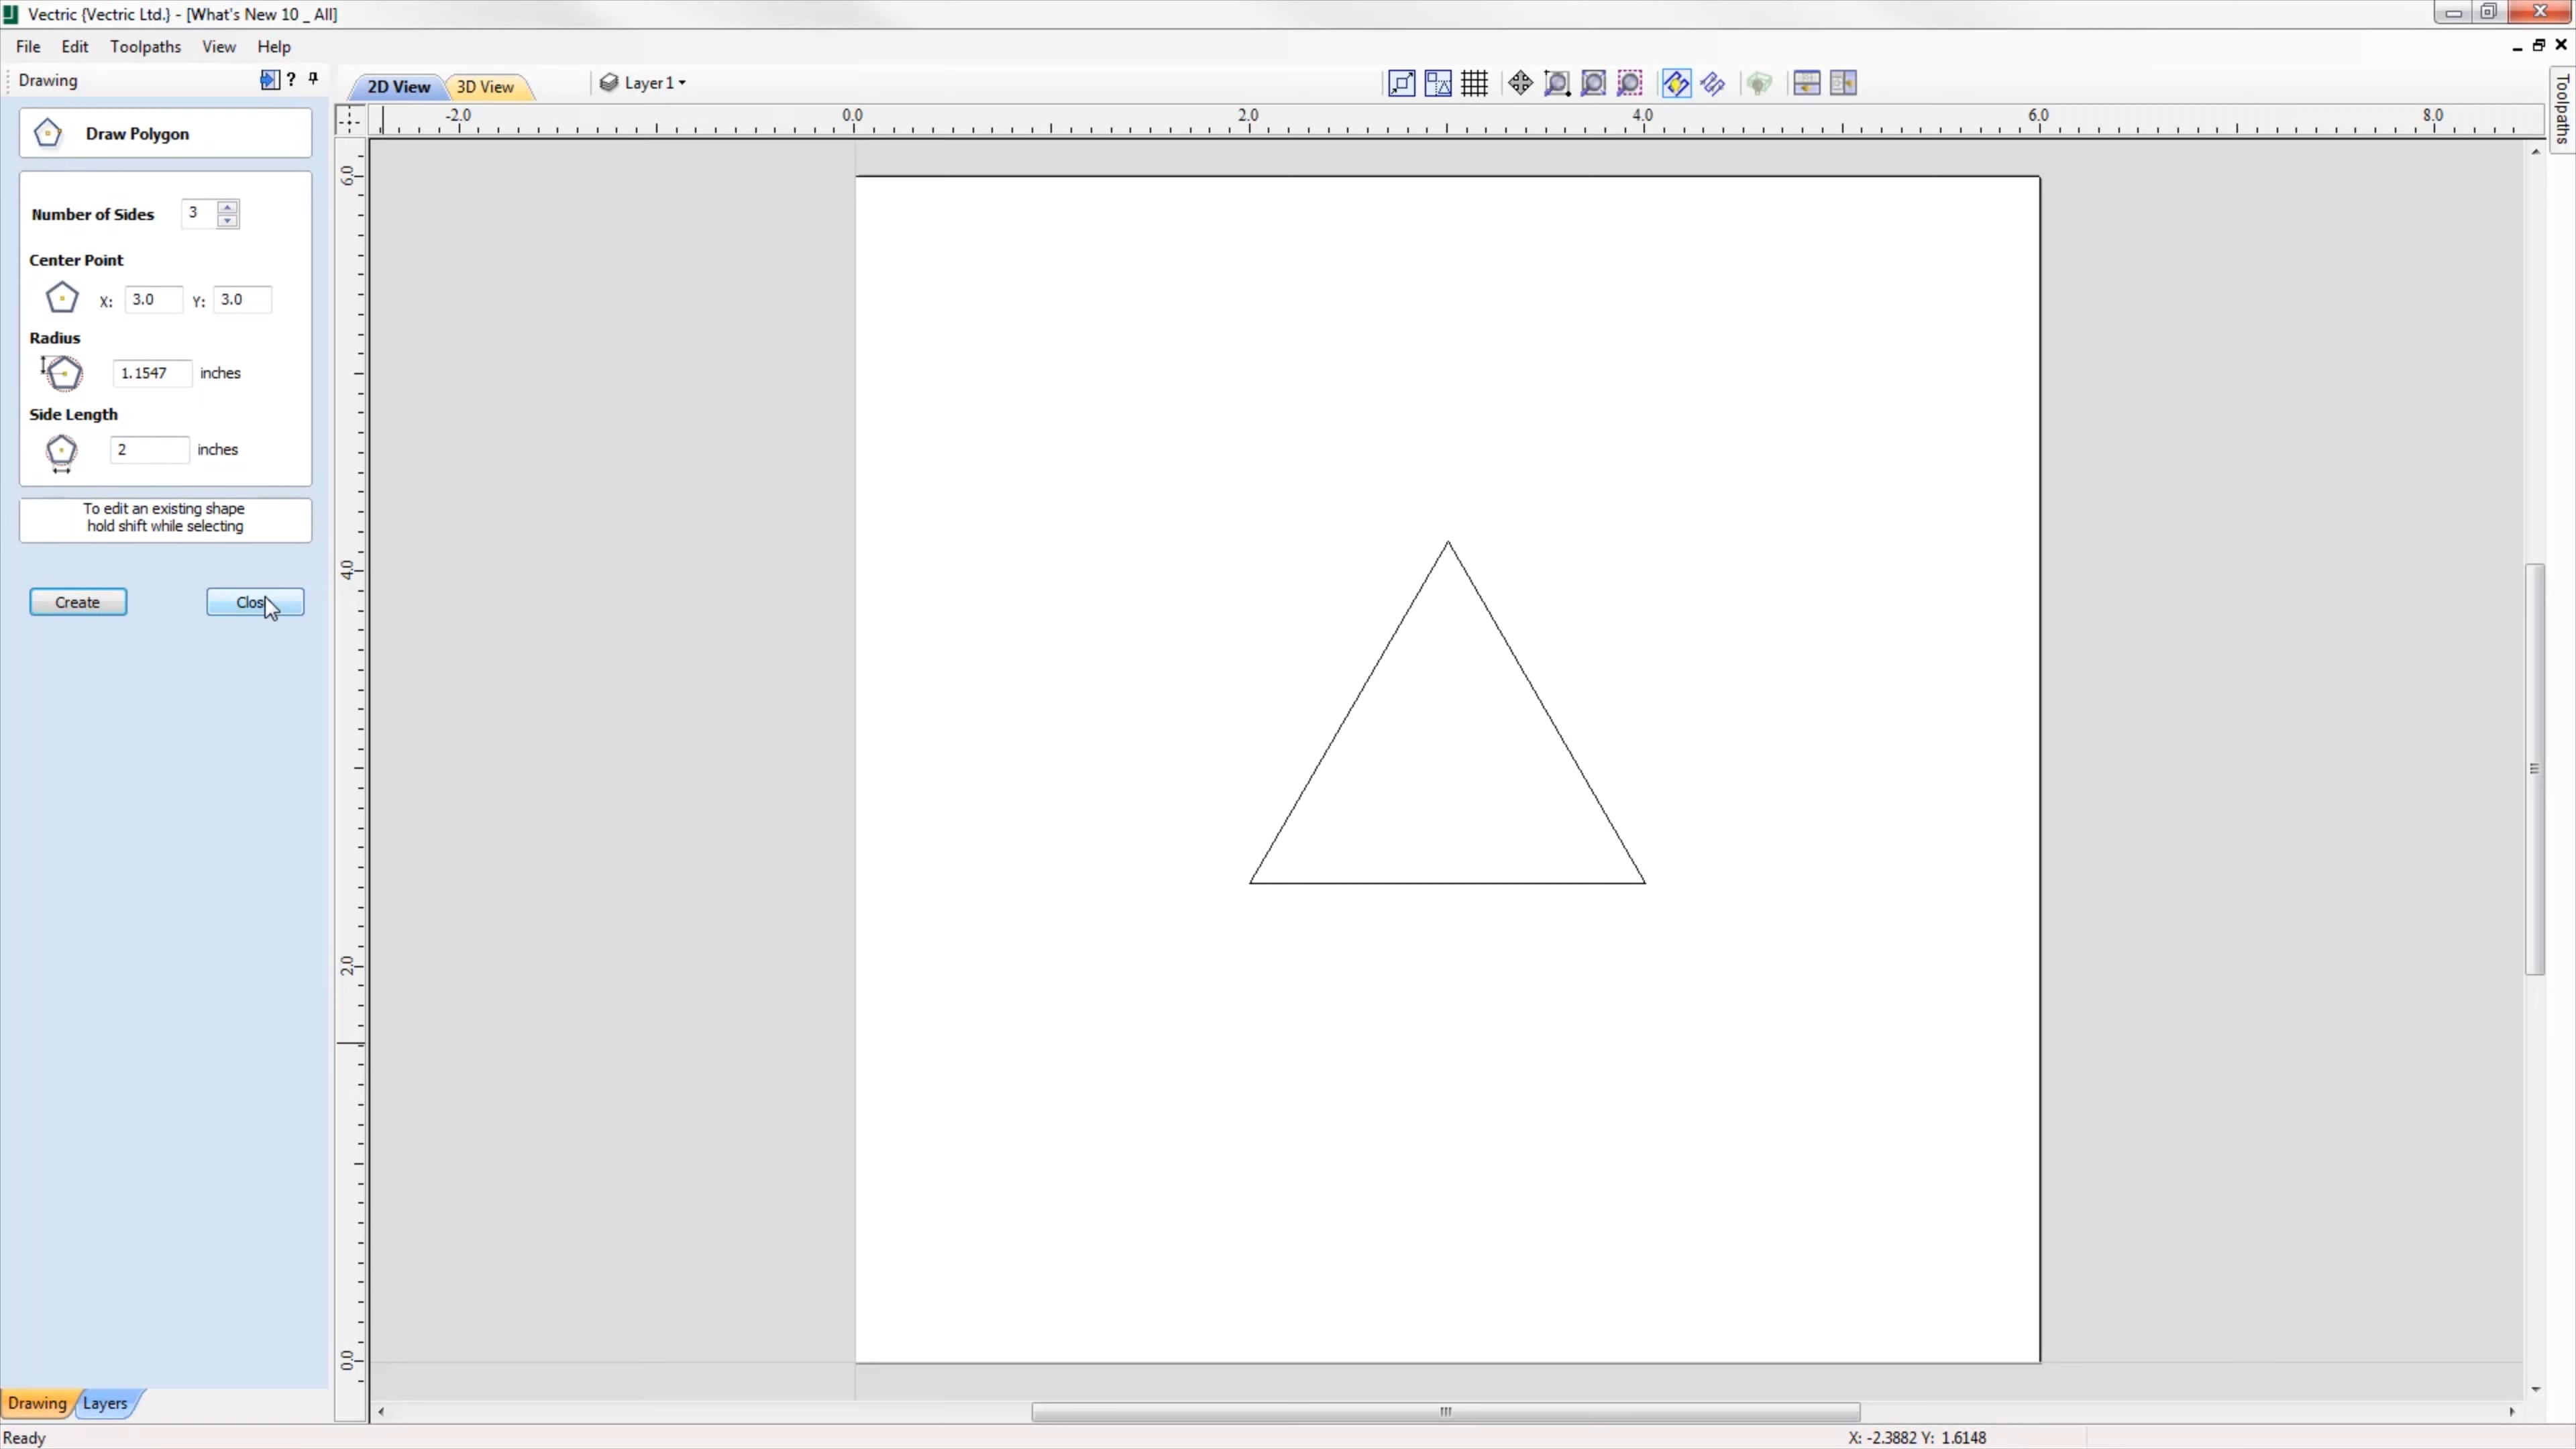 Vectric {Vectric Ltd.} - [What's New 10 _ All]
File Edit Toolpaths View Help
Drawing ?
2D View 3D View Layer 1
Toolpaths
-2.0 0.0 2.0 4.0 6.0 8.0
Draw Polygon
6.0
Number of Sides 3
Center Point
X: 3.0 Y: 3.0
Radius
1.1547 inches
Side Length
2 inches
To edit an existing shape
hold shift while selecting
4.0
Create Clos
2.0
0.0
Drawing Layers
Ready X: -2.3882 Y: 1.6148